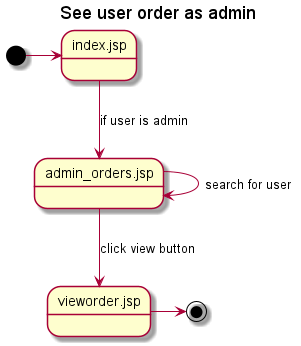 See user order as admin
index.jsp
if user is admin
admin_orders.jsp
search for user
click view button
vieworder.jsp